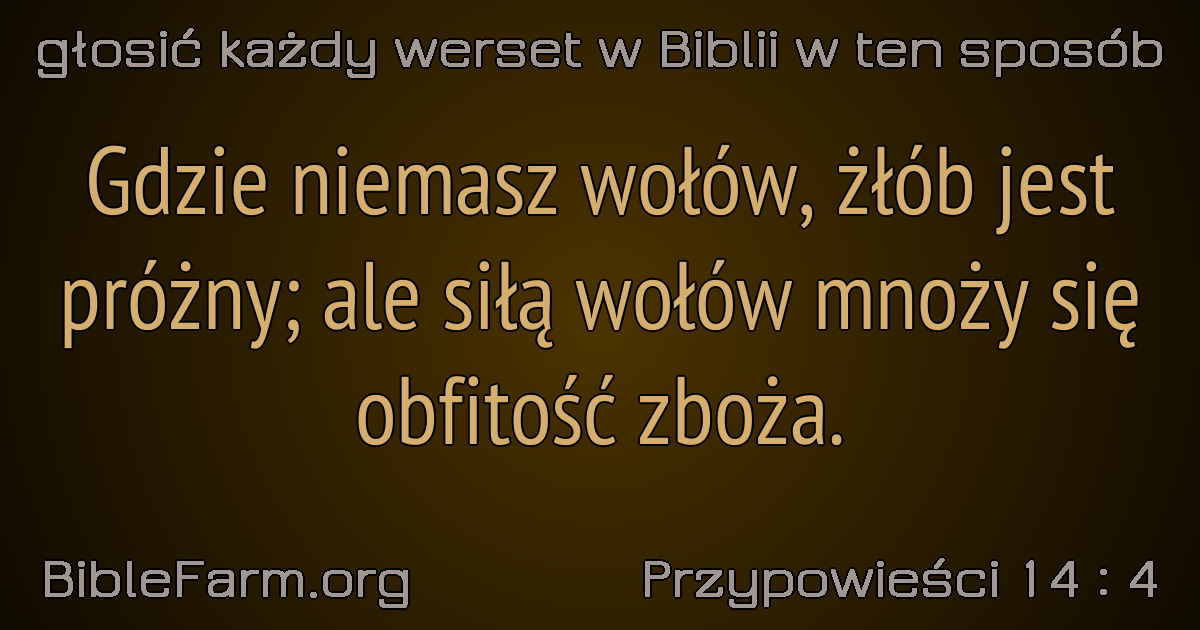 głosić każdy werset w Biblii w ten sposób
Gdzie niemasz wołów, żłób jest
próżny; ale siłą wołów mnoży się
obfitość zboża.
BibleFarm.org
Przypowieści 14 : 4